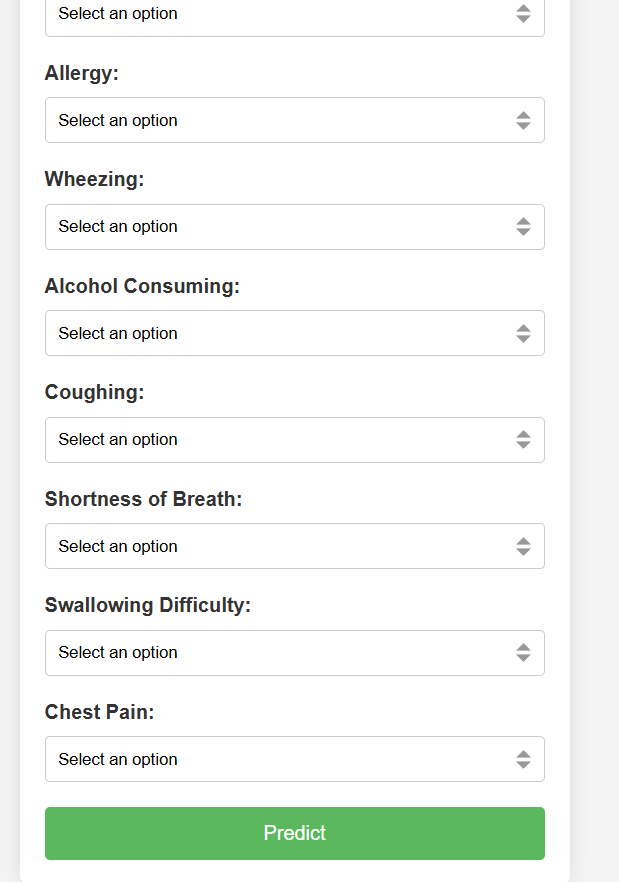 Select an option
Allergy:
Select an option
Wheezing:
Select an option
Alcohol Consuming:
Select an option
Coughing:
Select an option
Shortness of Breath:
Select an option
Swallowing Difficulty:
Select an option
Chest Pain:
Select an option
Predict